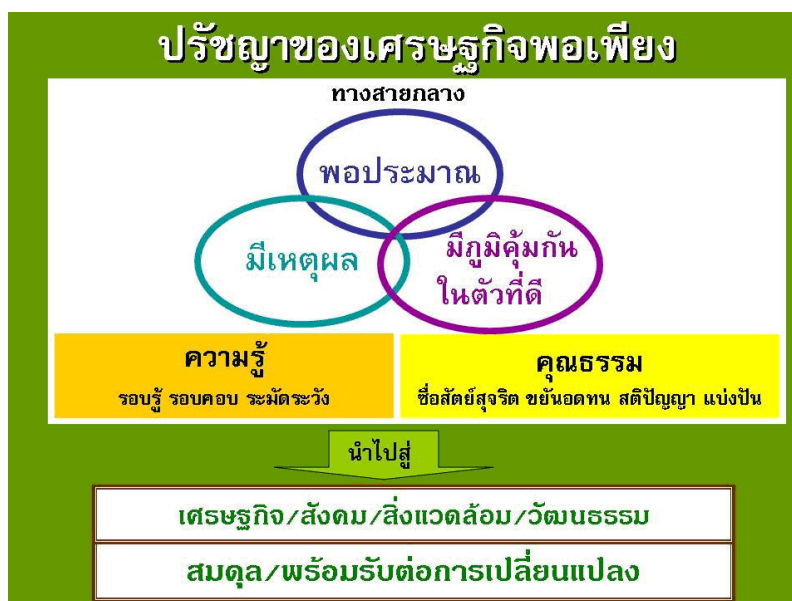 ปรัชญาของเศรษฐกิจพอเพียง
ทางสายกลาง
พอประมาณ
มีเหตุผล
มีภูมิคุ้มกัน
ในตัวที่ดี
ความรู้
รอบรู้ รอบคอบ ระมัดระวัง
คุณธรรม
ซื่อสัตย์สุจริต ขยันอดทน สติปัญญา แบ่งปัน
นำไปสู่
เศรษฐกิจ/สังคม/สิ่งแวดล้อม/วัฒนธรรม
สมดุล/พร้อมรับต่อการเปลี่ยนแปลง